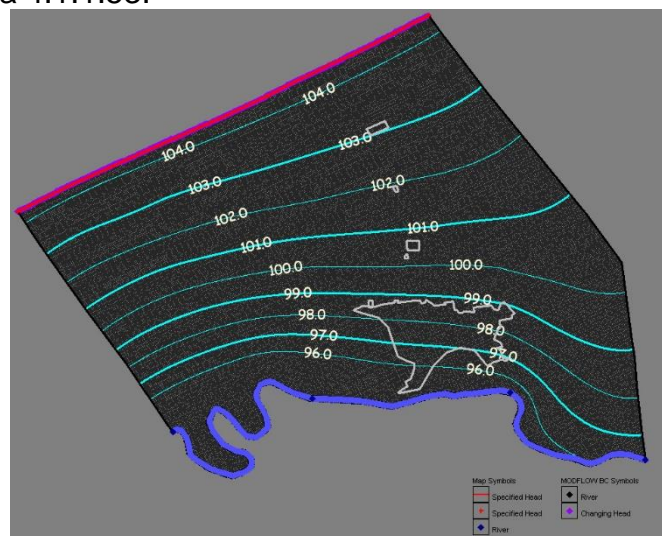 104.0
104.0
103.0
103.0
102.0
102.0
101.0
101.0
100.0
100.0
99.0
99.0
98.0
98.0
97.0
97.0
96.0
96.0
Map Symbols
Specified Head
Specified Head
River
MODFLOW BC Symbols
River
Changing Head